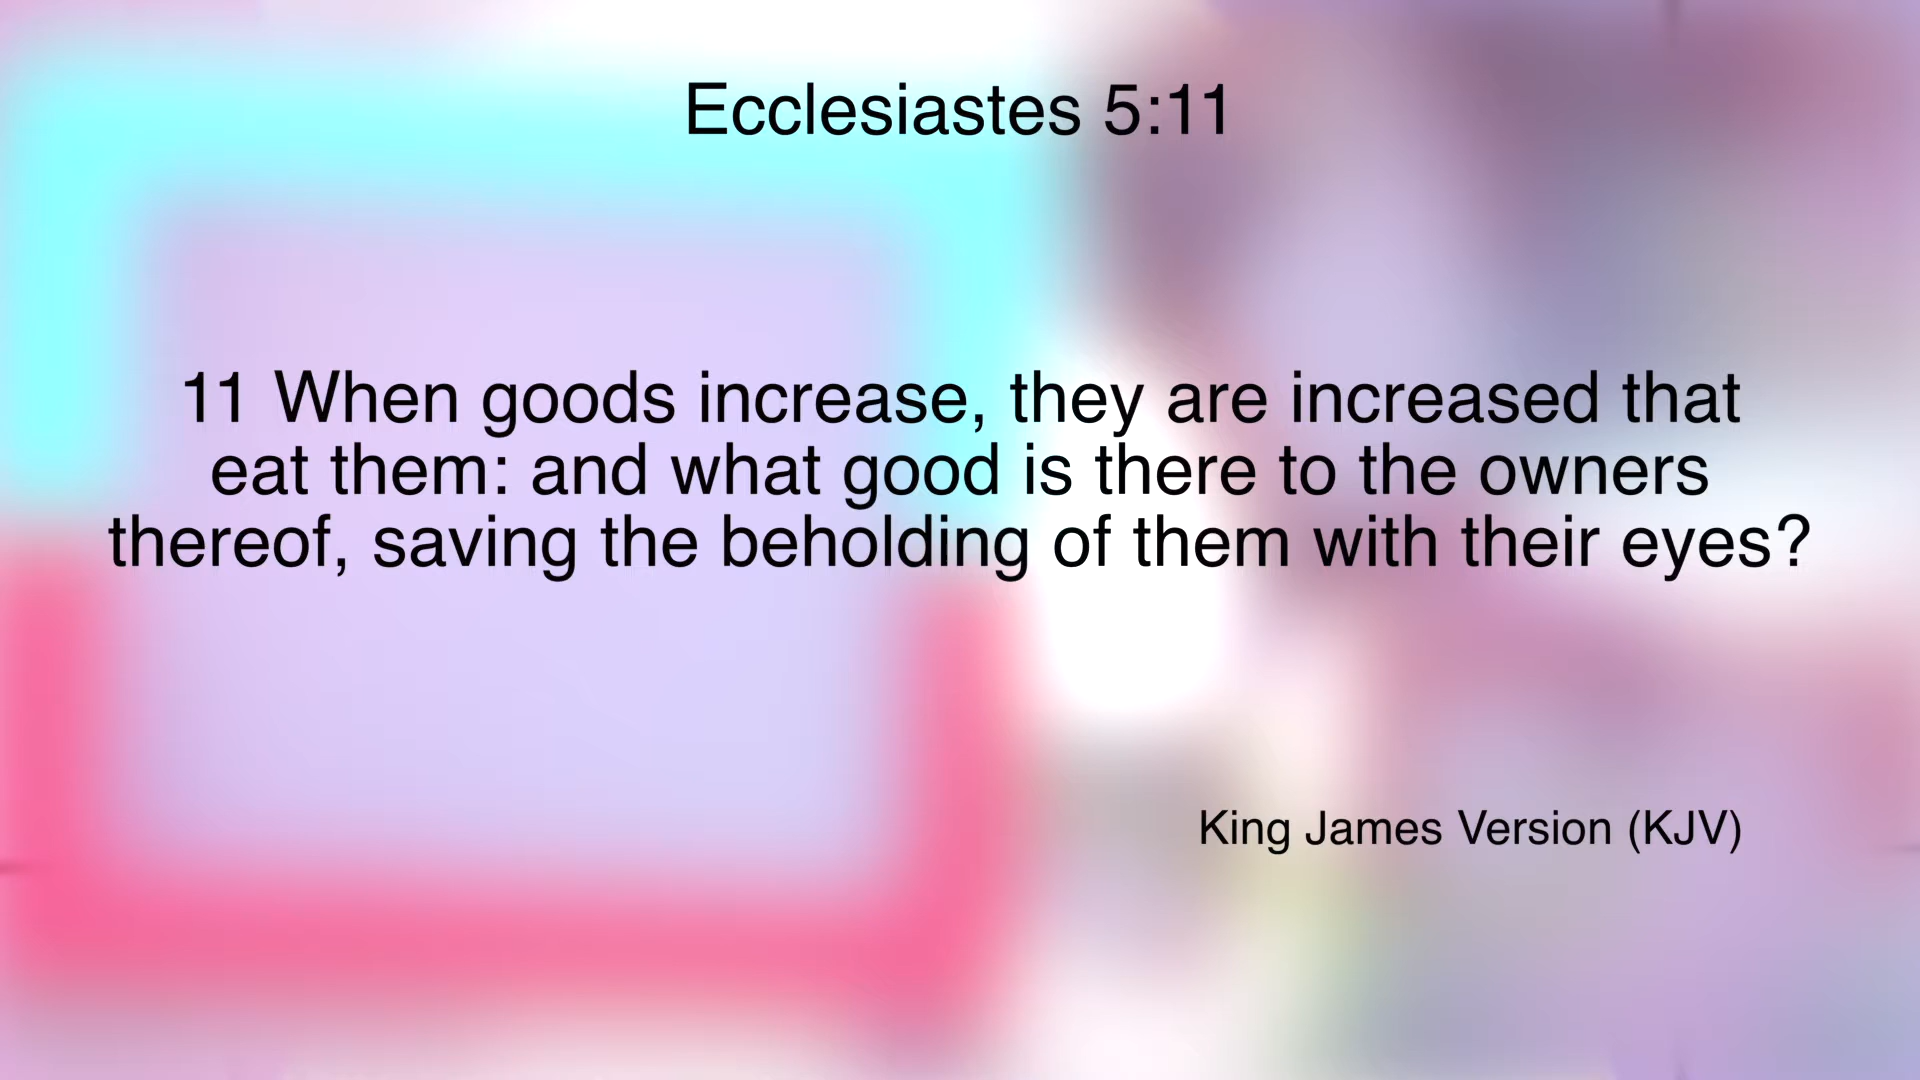 Ecclesiastes 5:11
11 When goods increase, they are increased that
eat them: and what good is there to the owners
thereof, saving the beholding of them with their eyes?
King James Version (KJV)